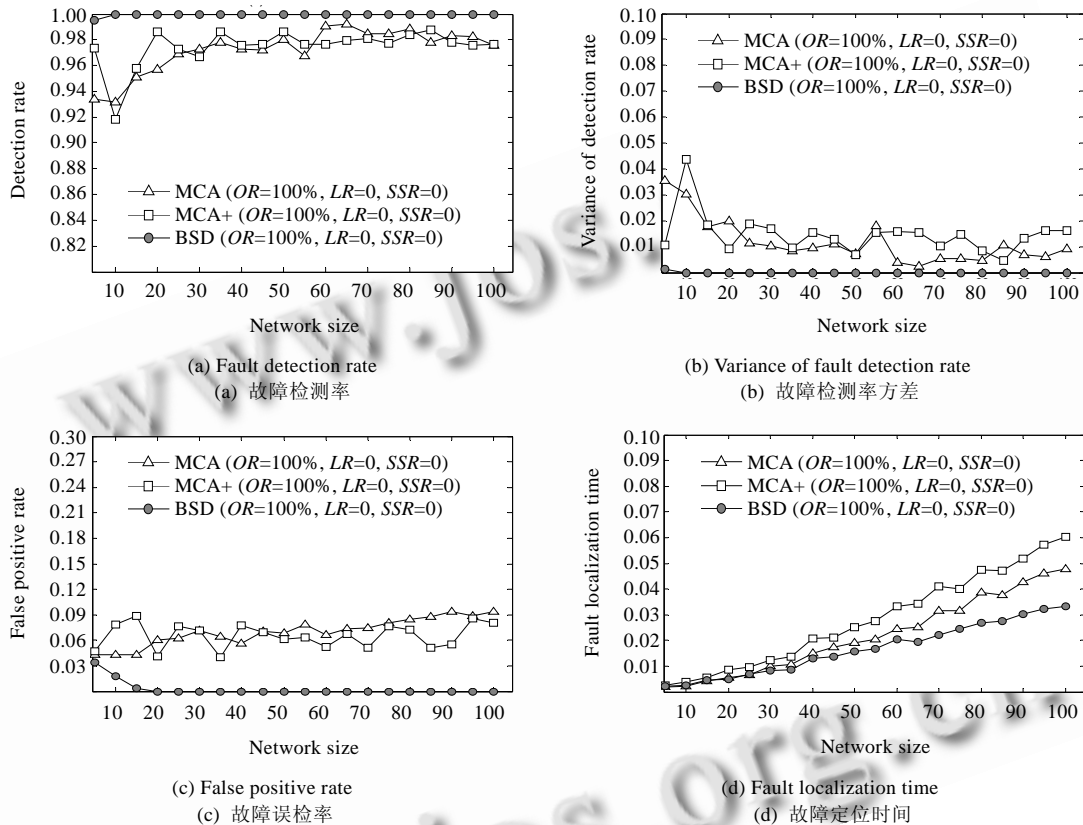 1.00
0.98
0.96
0.94
0.92
0.90
0.88
0.86
0.84
0.82
Detection rate
MCA (OR=100%, LR=0, SSR=0)
MCA+ (OR=100%, LR=0, SSR=0)
BSD (OR=100%, LR=0, SSR=0)
10 20 30 40 50 60 70 80 90 100
Network size
(a) Fault detection rate
(a) 故障检测率
0.10
0.09
0.08
0.07
0.06
0.05
0.04
0.03
0.02
0.01
Variance of detection rate
MCA (OR=100%, LR=0, SSR=0)
MCA+ (OR=100%, LR=0, SSR=0)
BSD (OR=100%, LR=0, SSR=0)
10 20 30 40 50 60 70 80 90 100
Network size
(b) Variance of fault detection rate
(b) 故障检测率方差
0.30
0.27
0.24
0.21
0.18
0.15
0.12
0.09
0.06
0.03
False positive rate
MCA (OR=100%, LR=0, SSR=0)
MCA+ (OR=100%, LR=0, SSR=0)
BSD (OR=100%, LR=0, SSR=0)
10 20 30 40 50 60 70 80 90 100
Network size
(c) False positive rate
(c) 故障误检率
0.10
0.09
0.08
0.07
0.06
0.05
0.04
0.03
0.02
0.01
Fault localization time
MCA (OR=100%, LR=0, SSR=0)
MCA+ (OR=100%, LR=0, SSR=0)
BSD (OR=100%, LR=0, SSR=0)
10 20 30 40 50 60 70 80 90 100
Network size
(d) Fault localization time
(d) 故障定位时间
www.jos.